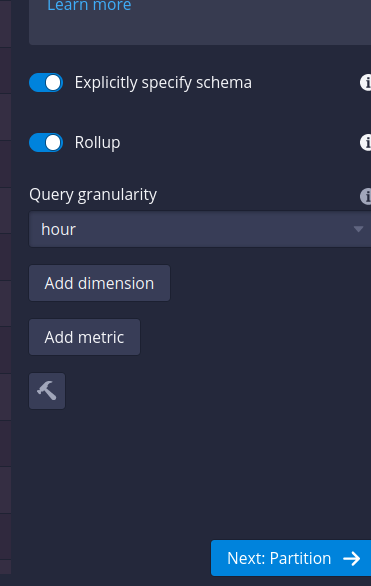 Learn more
Explicitly specify schema
Rollup
Query granularity
hour
Add dimension
Add metric
Next: Partition